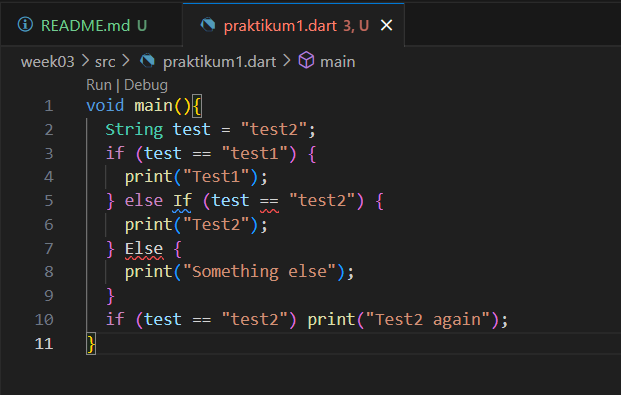 README.md U praktikum1.dart 3, U
week03 > src > praktikum1.dart > main
Run | Debug
1 void main(){
2 String test = "test2";
3 if (test == "test1") {
4 print("Test1");
5 } else If (test == "test2") {
6 print("Test2");
7 } Else {
8 print("Something else");
9 }
10 if (test == "test2") print("Test2 again");
11 }